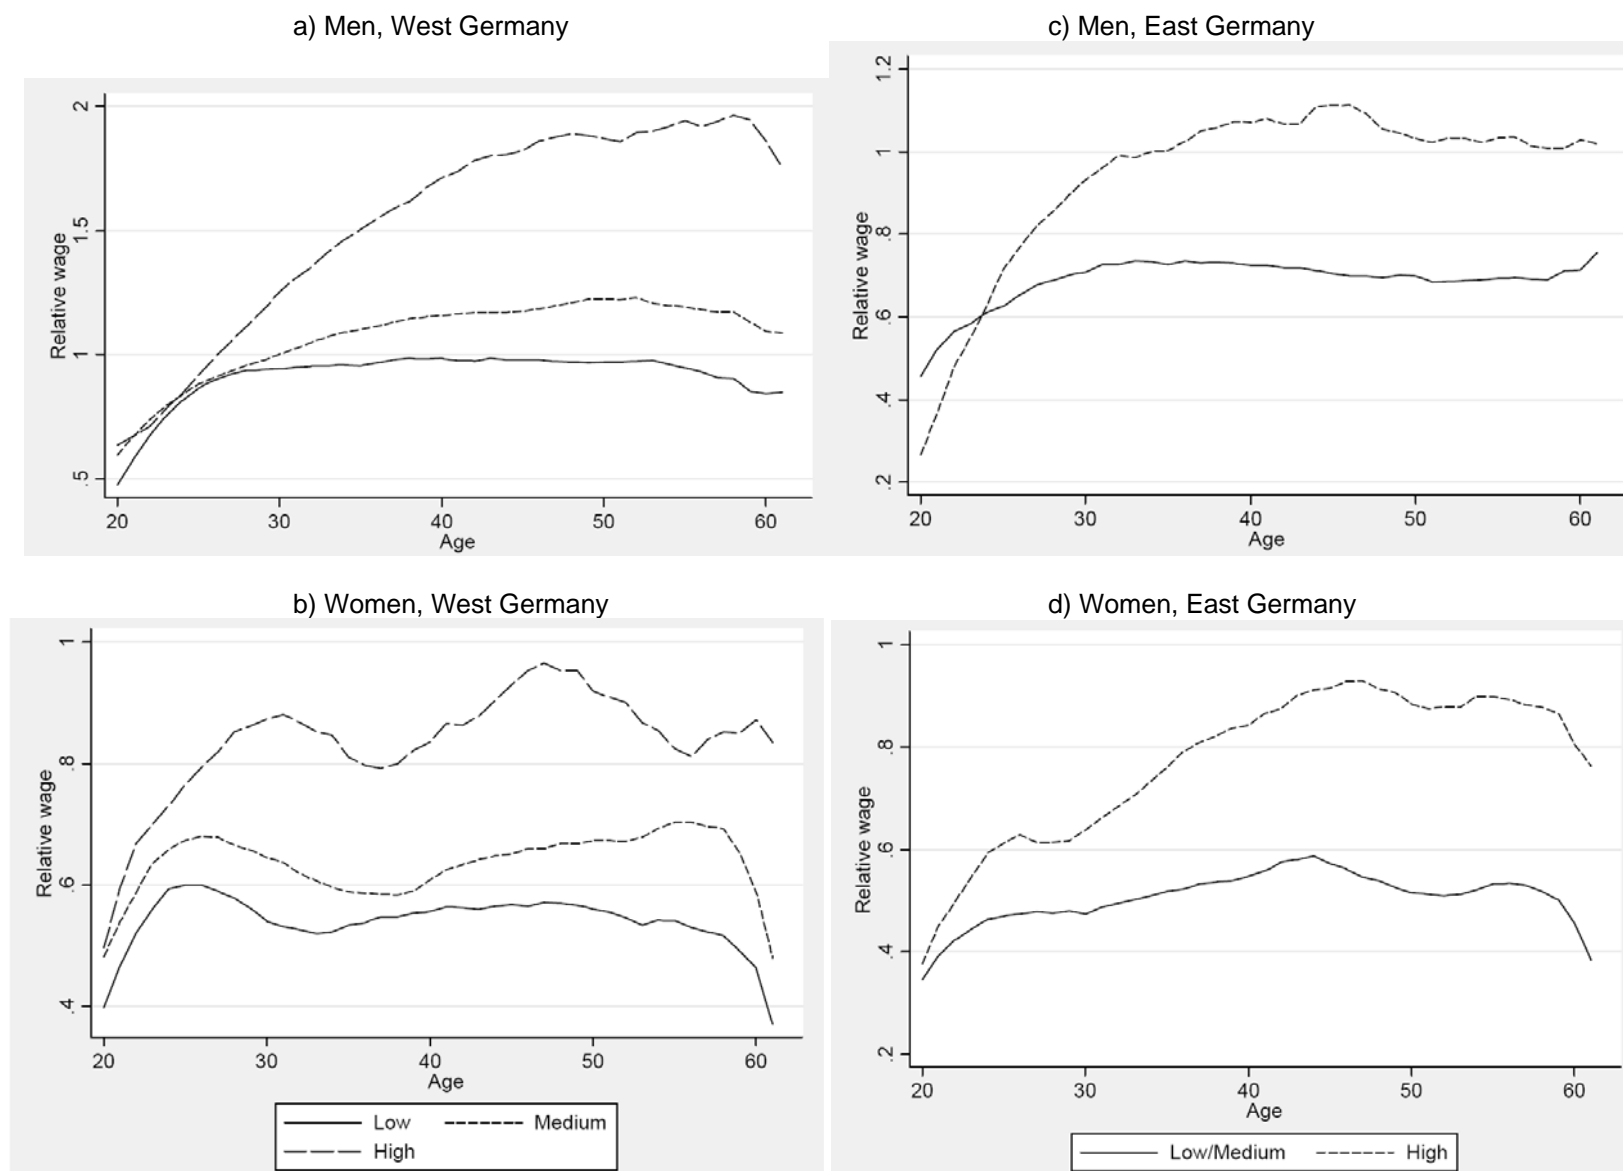 a) Men, West Germany
Relative wage
2
1.5
1
.5
20 30 40 50 60
Age
c) Men, East Germany
Relative wage
1.2
1
.8
.6
.4
.2
20 30 40 50 60
Age
b) Women, West Germany
Relative wage
1
.8
.6
.4
20 30 40 50 60
Age
Low Medium
High
d) Women, East Germany
Relative wage
1
.8
.6
.4
.2
20 30 40 50 60
Age
Low/Medium High